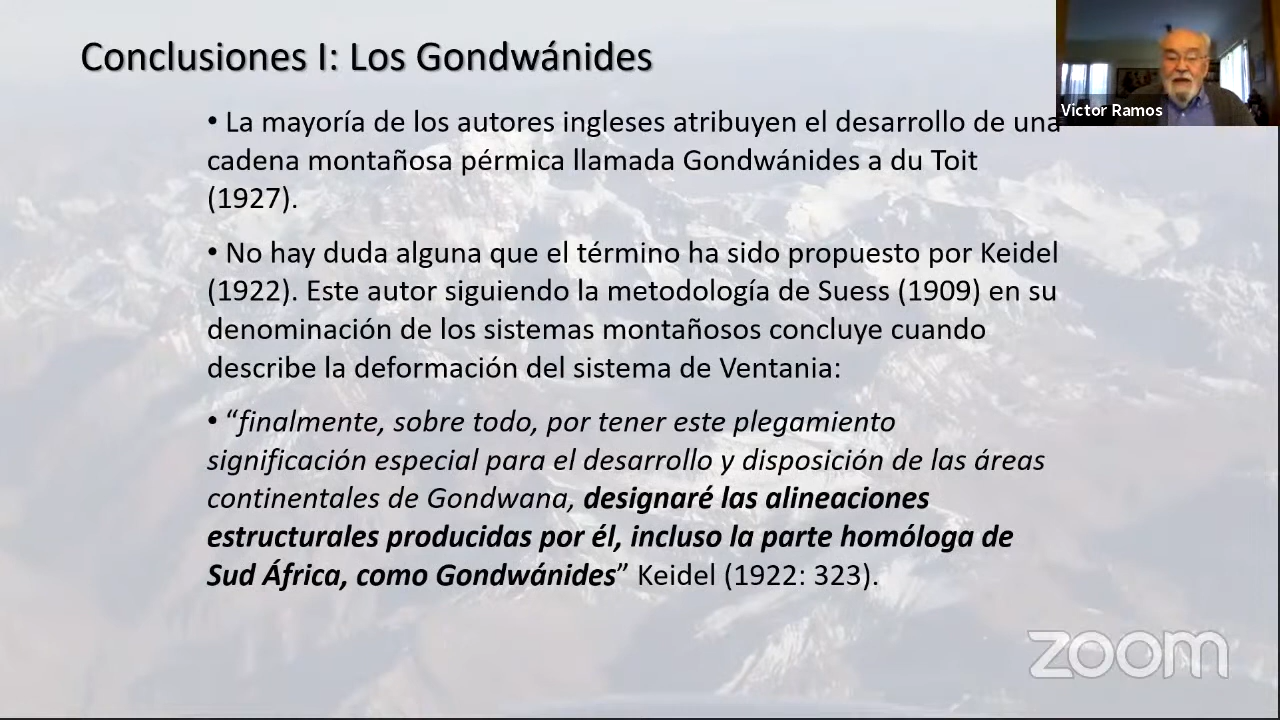 Conclusiones I: Los Gondwánides
Victor Ramos
• La mayoría de los autores ingleses atribuyen el desarrollo de una
cadena montañosa pérmica llamada Gondwánides a du Toit
(1927).
• No hay duda alguna que el término ha sido propuesto por Keidel
(1922). Este autor siguiendo la metodología de Suess (1909) en su
denominación de los sistemas montañosos concluye cuando
describe la deformación del sistema de Ventania:
• “finalmente, sobre todo, por tener este plegamiento
significación especial para el desarrollo y disposición de las áreas
continentales de Gondwana, designaré las alineaciones
estructurales producidas por él, incluso la parte homóloga de
Sud África, como Gondwánides” Keidel (1922: 323).
zoom